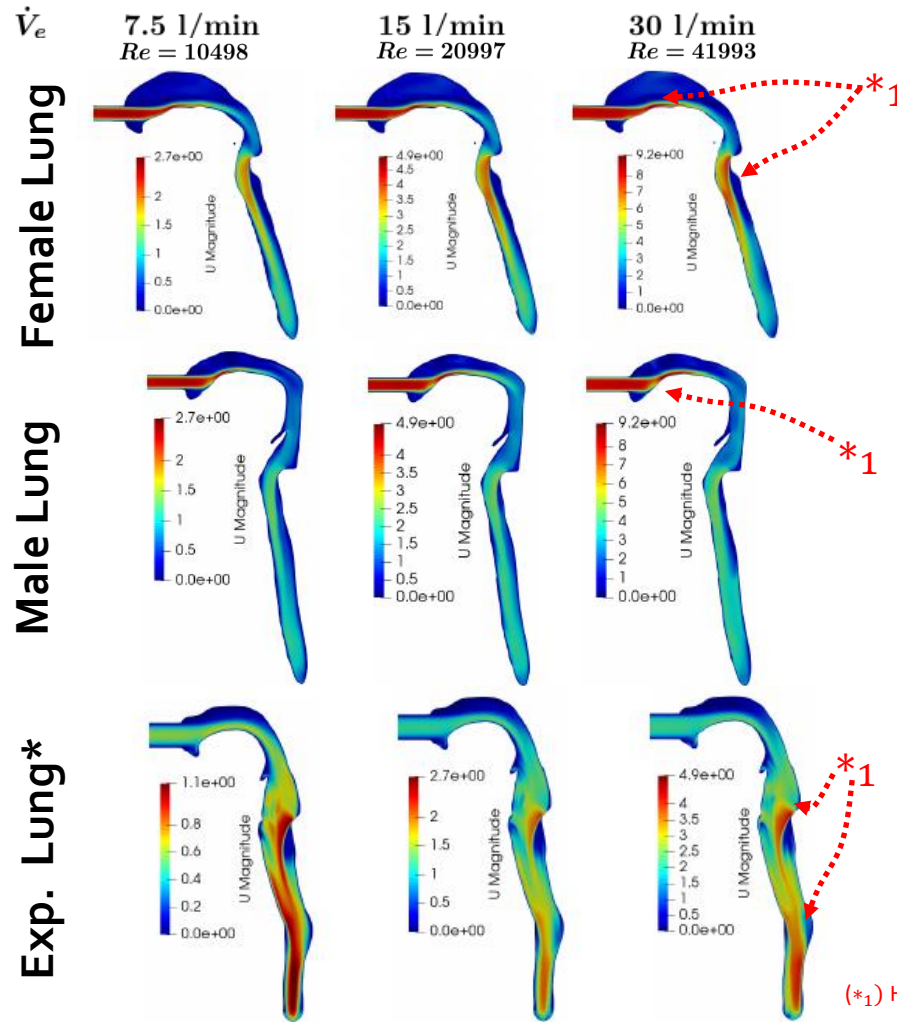 V̇e 7.5 l/min 15 l/min 30 l/min
Re = 10498 Re = 20997 Re = 41993
Female Lung
2.7e+00
2
1.5
1
0.5
0.0e+00
U Magnitude
4.9e+00
4.5
4
3.5
3
2.5
2
1.5
1
0.5
0.0e+00
U Magnitude
9.2e+00
8
7
6
5
4
3
2
1
0.0e+00
U Magnitude
*1
Male Lung
2.7e+00
2
1.5
1
0.5
0.0e+00
U Magnitude
4.9e+00
4
3.5
3
2.5
2
1.5
1
0.5
0.0e+00
U Magnitude
9.2e+00
8
7
6
5
4
3
2
1
0.0e+00
U Magnitude
*1
Exp. Lung*
1.1e+00
0.8
0.6
0.4
0.2
0.0e+00
U Magnitude
2.7e+00
2
1.5
1
0.5
0.0e+00
U Magnitude
4.9e+00
4
3.5
3
2.5
2
1.5
1
0.5
0.0e+00
U Magnitude
*1
(*1) H